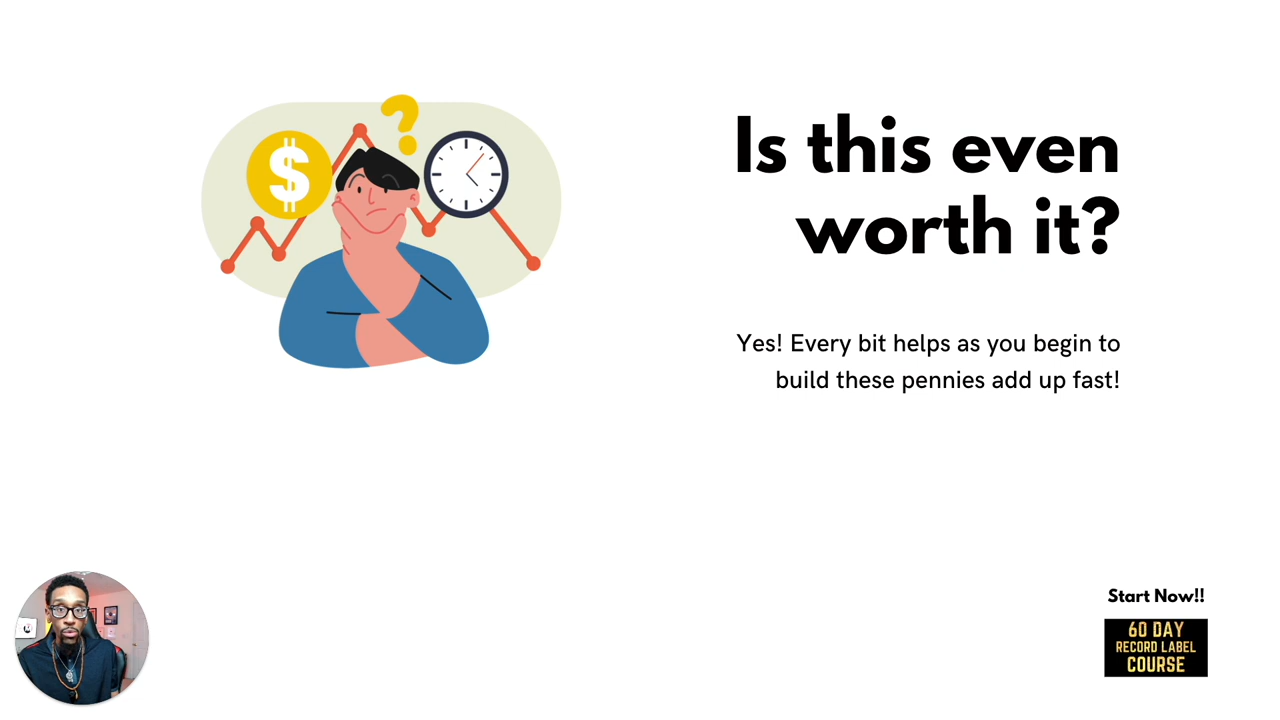 Is this even
worth it?
Yes! Every bit helps as you begin to
build these pennies add up fast!
Start Now!!
60 DAY
RECORD LABEL
COURSE
$
?